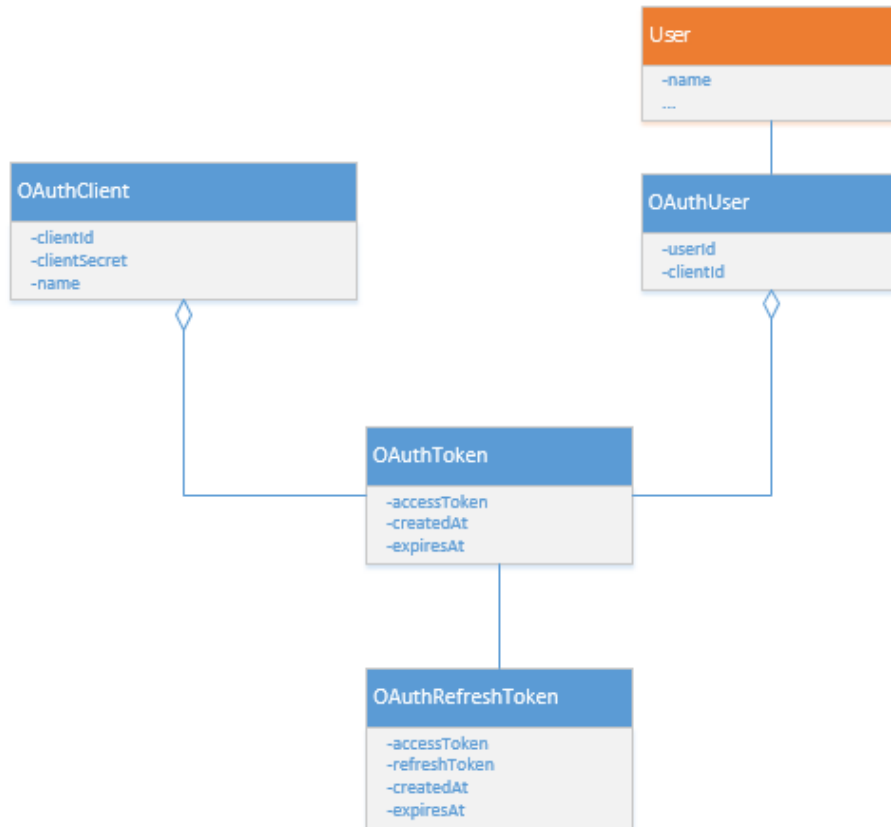 User
-name
...
OAuthClient
-clientId
-clientSecret
-name
OAuthUser
-userId
-clientId
OAuthToken
-accessToken
-createdAt
-expiresAt
OAuthRefreshToken
-accessToken
-refreshToken
-createdAt
-expiresAt